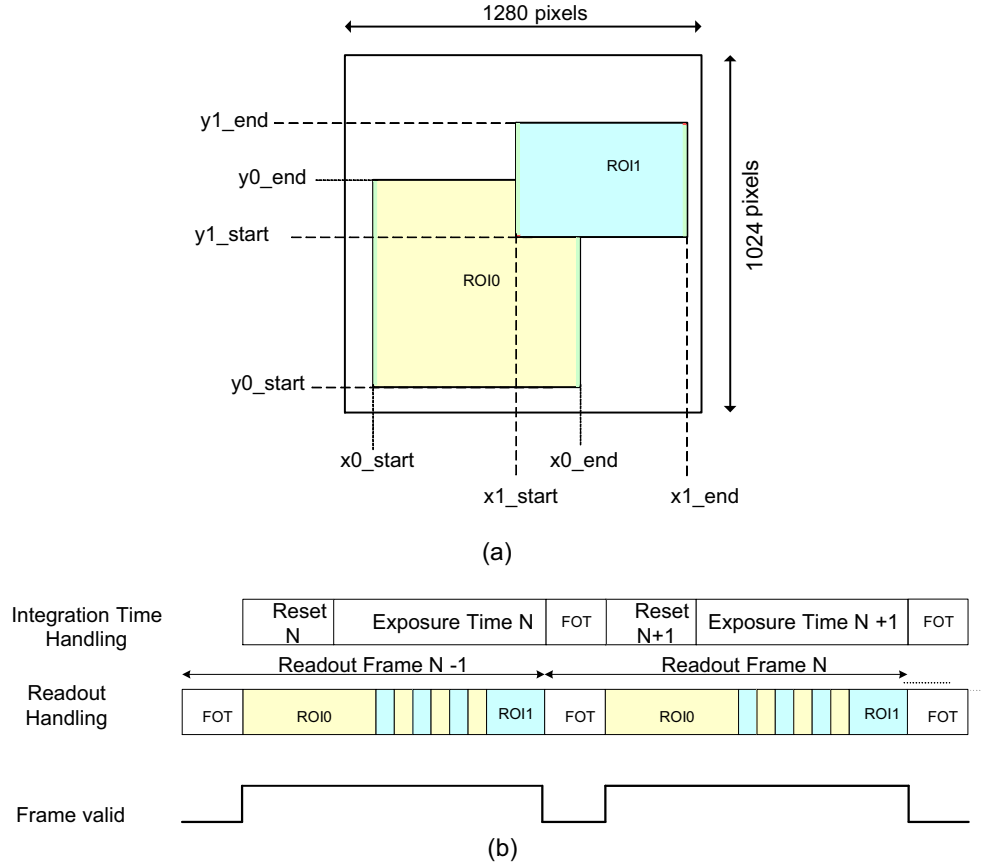 1280 pixels
y1_end
ROI1
y0_end
1024 pixels
y1_start
ROI0
y0_start
x0_start
x0_end
x1_start
x1_end
(a)
Integration Time
Handling
Reset
N
Exposure Time N
FOT
Reset
N+1
Exposure Time N +1
FOT
Readout Frame N -1
Readout Frame N
Readout
Handling
FOT
ROI0
ROI1
FOT
ROI0
ROI1
FOT
Frame valid
(b)